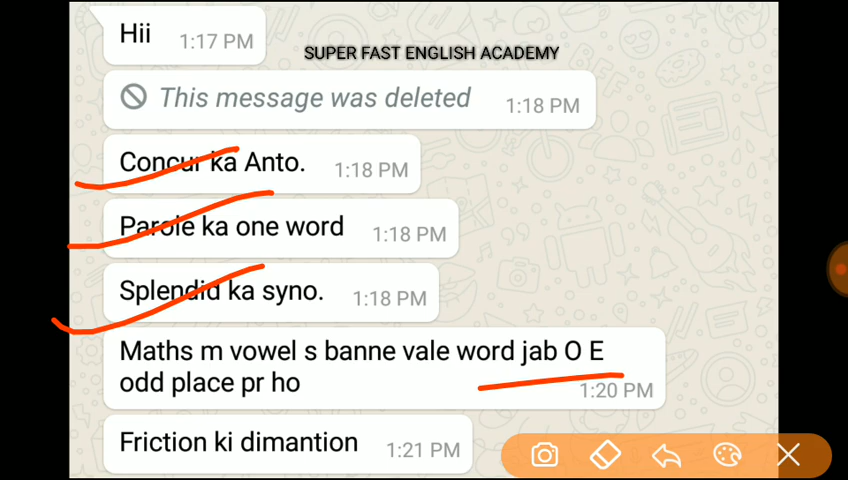 Hii 1:17 PM
SUPER FAST ENGLISH ACADEMY
This message was deleted 1:18 PM
Concur ka Anto. 1:18 PM
Parole ka one word 1:18 PM
Splendid ka syno. 1:18 PM
Maths m vowel s banne vale word jab O E
odd place pr ho 1:20 PM
Friction ki dimantion 1:21 PM